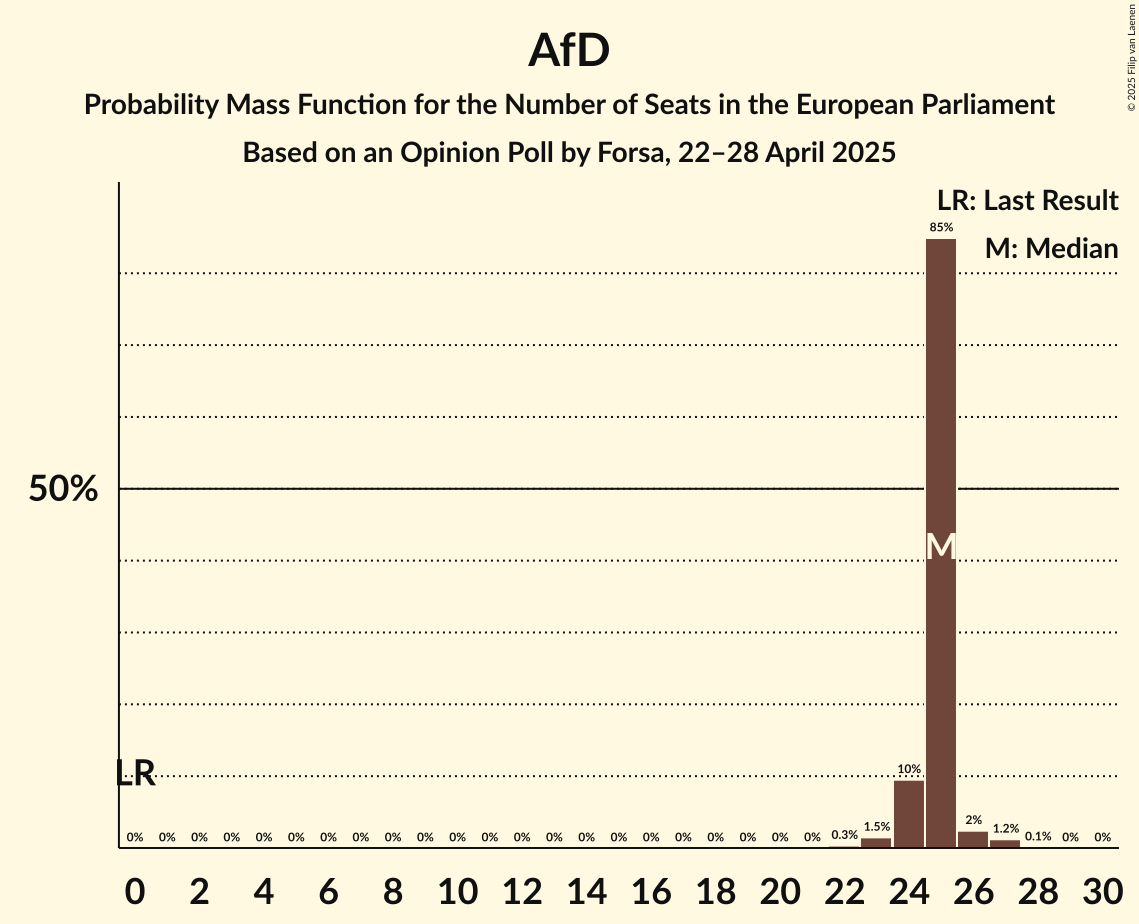 AfD
Probability Mass Function for the Number of Seats in the European Parliament
Based on an Opinion Poll by Forsa, 22–28 April 2025
© 2025 Filip van Laenen
LR: Last Result
M: Median
85%
50%
M
LR
0% 0% 0% 0% 0% 0% 0% 0% 0% 0% 0% 0% 0% 0% 0% 0% 0% 0% 0% 0% 0% 0% 0.3% 1.5% 10% 2% 1.2% 0.1% 0% 0%
0 2 4 6 8 10 12 14 16 18 20 22 24 26 28 30